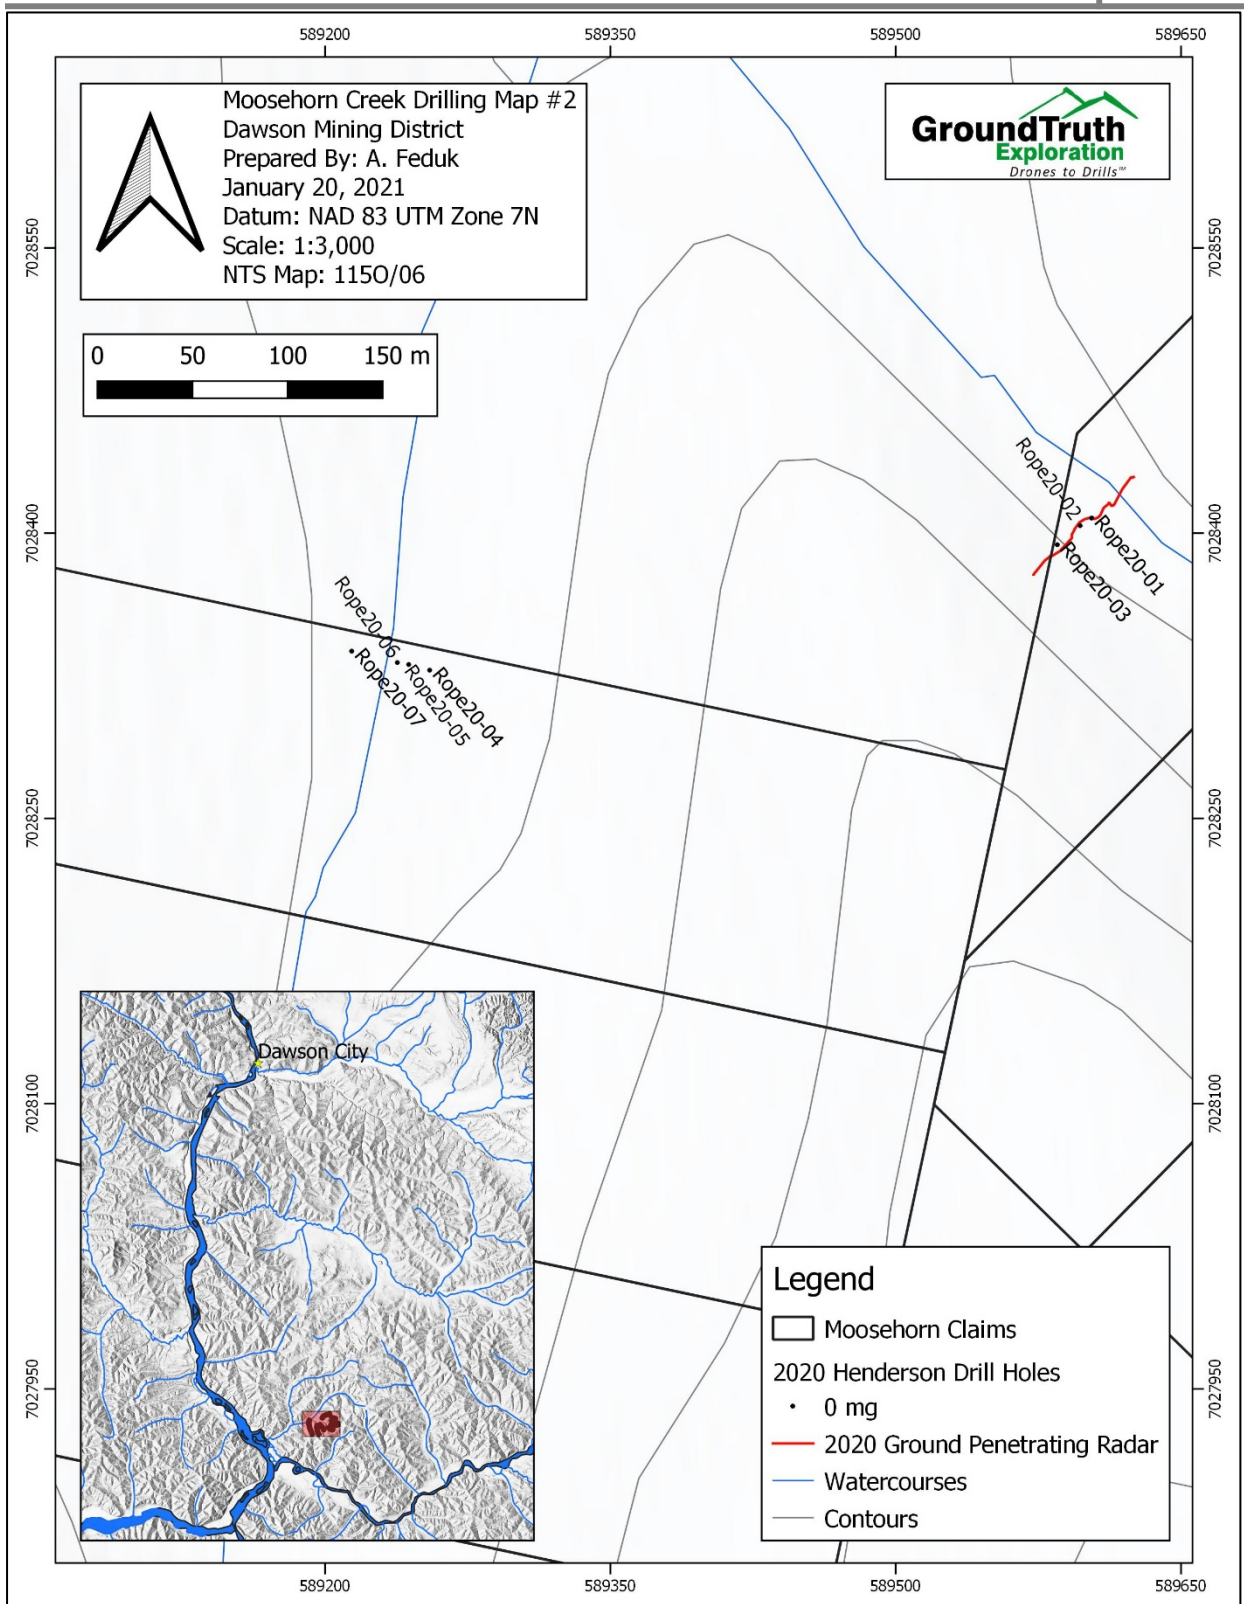 589200 589350 589500 589650
Moosehorn Creek Drilling Map #2
Dawson Mining District
Prepared By: A. Feduk
January 20, 2021
Datum: NAD 83 UTM Zone 7N
Scale: 1:3,000
NTS Map: 115O/06
GroundTruth
Exploration
Drones to Drills™
7028550 7028550
0 50 100 150 m
Rope20-02
Rope20-01
Rope20-03
7028400 7028400
Rope20-06
Rope20-07
Rope20-05
Rope20-04
7028250 7028250
Dawson City
7028100 7028100
Legend
Moosehorn Claims
2020 Henderson Drill Holes
0 mg
2020 Ground Penetrating Radar
Watercourses
Contours
7027950 7027950
589200 589350 589500 589650